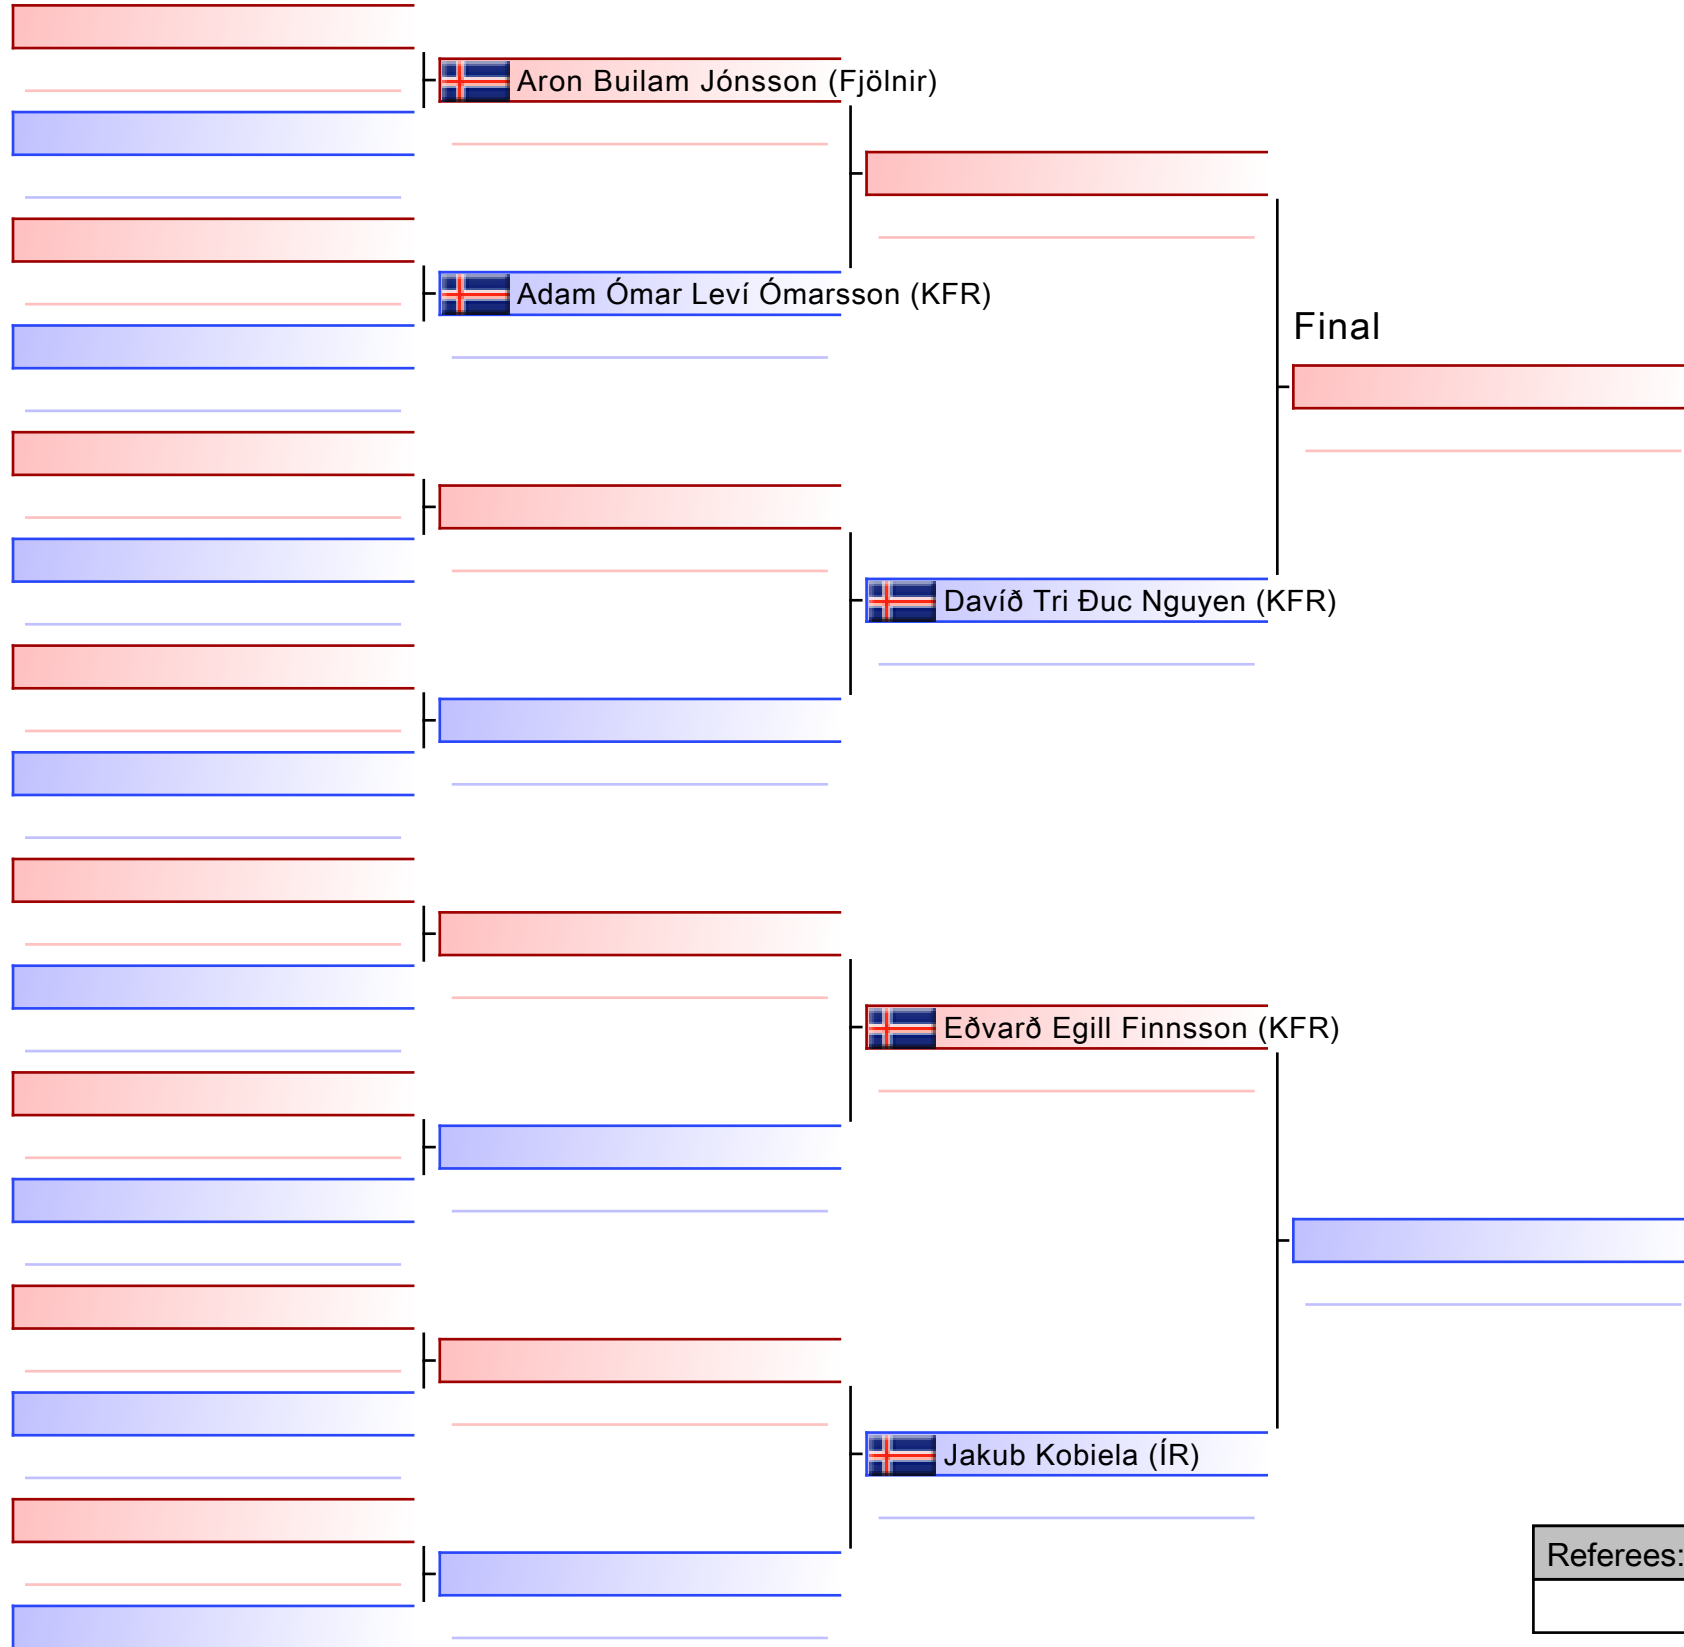 Aron Builam Jónsson (Fjölnir)
Adam Ómar Leví Ómarsson (KFR)
Final
Davíð Tri Ðuc Nguyen (KFR)
Eðvarð Egill Finnsson (KFR)
Jakub Kobiela (ÍR)
Referees: